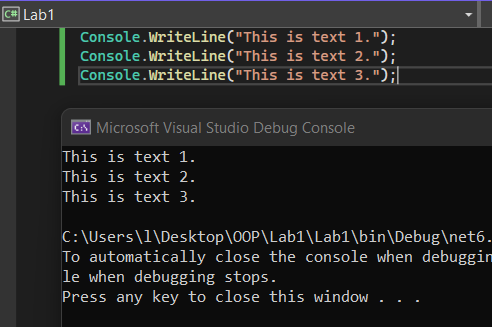 C# Lab1
Console.WriteLine("This is text 1.");
Console.WriteLine("This is text 2.");
Console.WriteLine("This is text 3.");
C:\ Microsoft Visual Studio Debug Console
This is text 1.
This is text 2.
This is text 3.
C:\Users\l\Desktop\OOP\Lab1\Lab1\bin\Debug\net6.
To automatically close the console when debuggin
le when debugging stops.
Press any key to close this window . . .